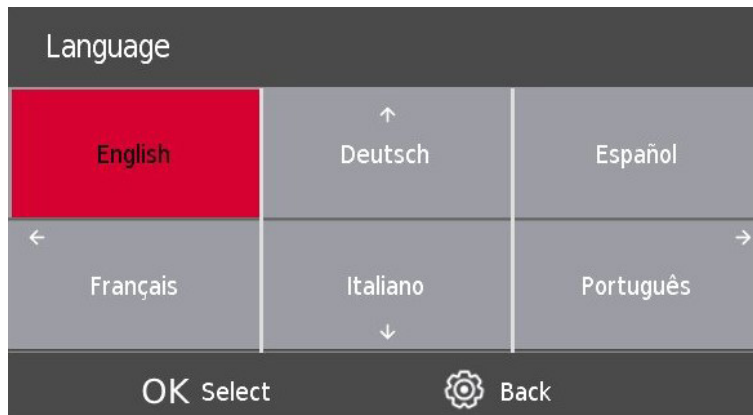 Language
English Deutsch Español
Français Italiano Português
OK Select Back